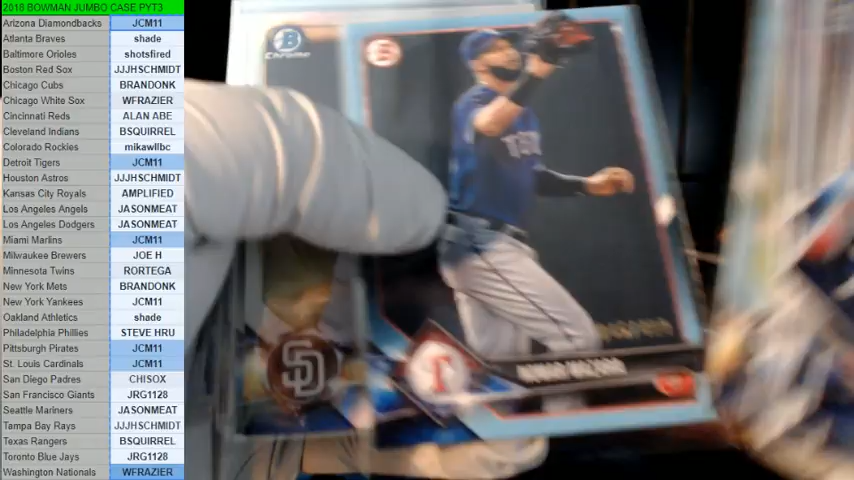 2018 BOWMAN JUMBO CASE PYT3
Arizona Diamondbacks JCM11
Atlanta Braves shade
Baltimore Orioles shotsfired
Boston Red Sox JJJHSCHMIDT
Chicago Cubs BRANDONK
Chicago White Sox WFRAZIER
Cincinnati Reds ALAN ABE
Cleveland Indians BSQUIRREL
Colorado Rockies mikawllbc
Detroit Tigers JCM11
Houston Astros JJJHSCHMIDT
Kansas City Royals AMPLIFIED
Los Angeles Angels JASONMEAT
Los Angeles Dodgers JASONMEAT
Miami Marlins JCM11
Milwaukee Brewers JOE H
Minnesota Twins RORTEGA
New York Mets BRANDONK
New York Yankees JCM11
Oakland Athletics shade
Philadelphia Phillies STEVE HRU
Pittsburgh Pirates JCM11
St. Louis Cardinals JCM11
San Diego Padres CHISOX
San Francisco Giants JRG1128
Seattle Mariners JASONMEAT
Tampa Bay Rays JJJHSCHMIDT
Texas Rangers BSQUIRREL
Toronto Blue Jays JRG1128
Washington Nationals WFRAZIER
Chrome
SD
T